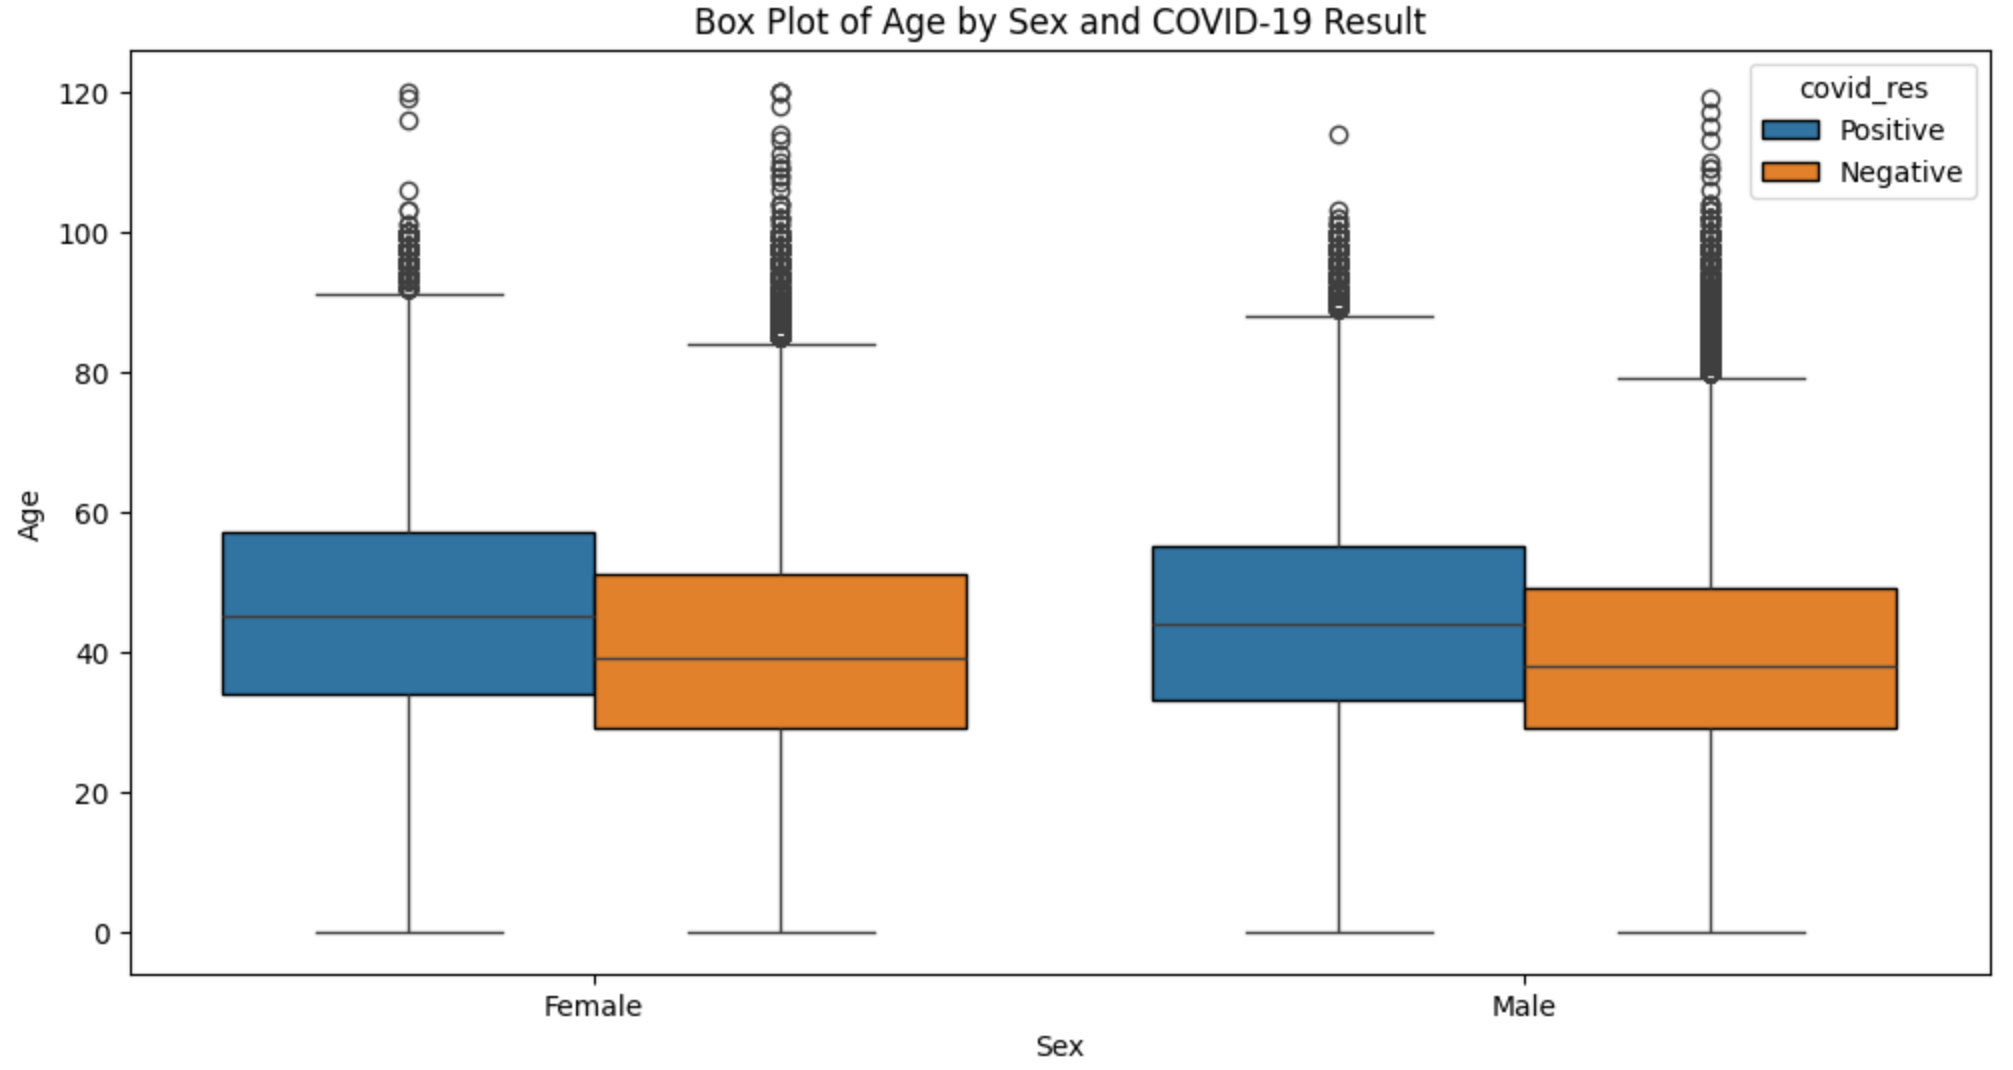 Box Plot of Age by Sex and COVID-19 Result
covid_res
Positive
Negative
Age
120
100
80
60
40
20
0
Female
Male
Sex